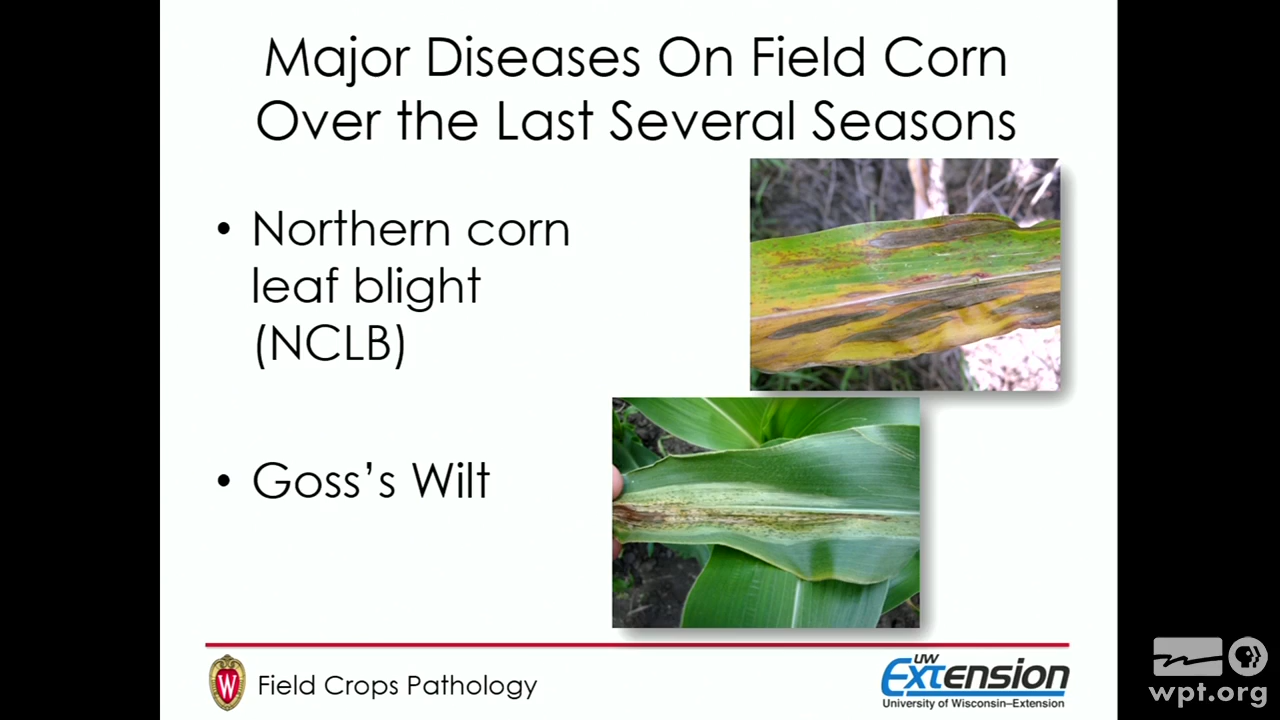 Major Diseases On Field Corn
Over the Last Several Seasons
• Northern corn
leaf blight
(NCLB)
• Goss's Wilt
W
Field Crops Pathology
UW
Extension
University of Wisconsin–Extension
PBS
wpt.org